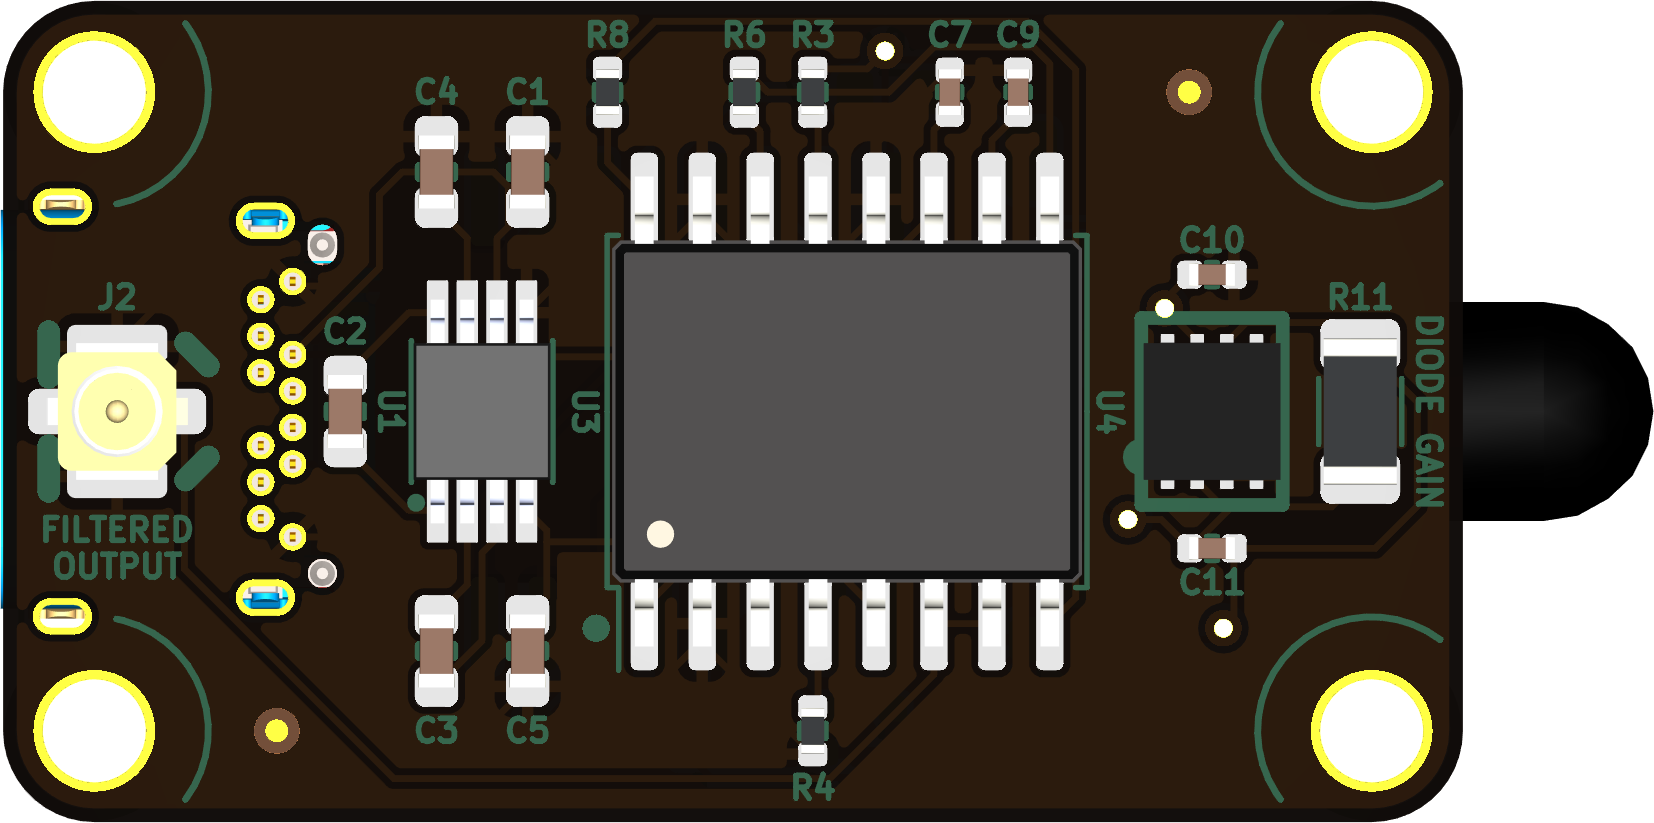 R8
R6
R3
C7
C9
C4
C1
C10
J2
R11
C2
U1
U3
U4
DIODE GAIN
FILTERED
OUTPUT
C11
C3
C5
R4